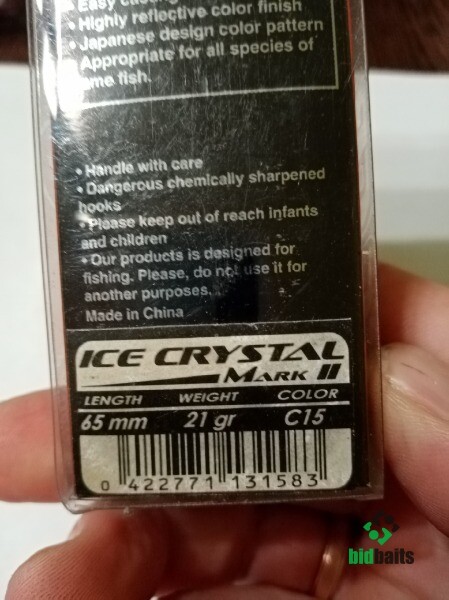 • Easy casting
• Highly reflective color finish
• Japanese design color pattern
Appropriate for all species of
game fish.
• Handle with care
• Dangerous chemically sharpened
hooks
• Please keep out of reach infants
and children
• Our products is designed for
fishing. Please, do not use it for
another purposes.
Made in China
ICE CRYSTAL
MARK II
LENGTH WEIGHT COLOR
65 mm 21 gr C15
0 422771 131583
bidbaits